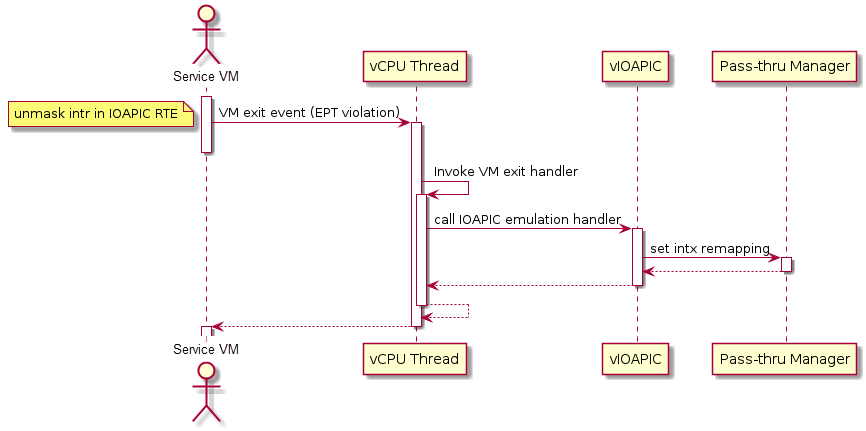 Service VM
vCPU Thread
vIOAPIC
Pass-thru Manager
unmask intr in IOAPIC RTE
VM exit event (EPT violation)
Invoke VM exit handler
call IOAPIC emulation handler
set intx remapping
Service VM
vCPU Thread
vIOAPIC
Pass-thru Manager